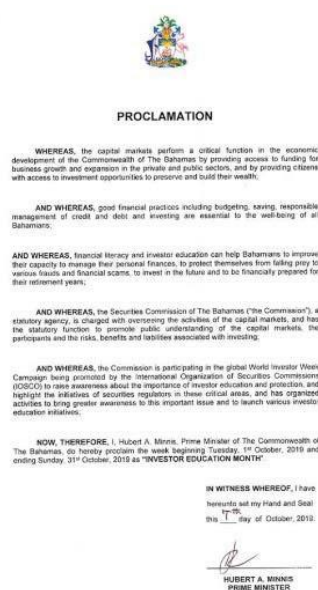 PROCLAMATION
WHEREAS, the capital markets perform a critical function in the economic
development of the Commonwealth of The Bahamas by providing access to funding for
business growth and expansion in the private and public sectors, and by providing citizens
with access to investment opportunities to preserve and build their wealth;
AND WHEREAS, good financial practices including budgeting, saving, responsible
management of credit and debt and investing are essential to the well-being of all
Bahamians;
AND WHEREAS, financial literacy and investor education can help Bahamians to improve
their capacity to manage their personal finances, to protect themselves from falling prey to
various frauds and financial scams, to invest in the future and to be financially prepared for
their retirement years;
AND WHEREAS, the Securities Commission of The Bahamas ("the Commission"), a
statutory agency, is charged with overseeing the activities of the capital markets, and has
the statutory function to promote public understanding of the capital markets, the
participants and the risks, benefits and liabilities associated with investing;
AND WHEREAS, the Commission is participating in the global World Investor Week
Campaign being promoted by the International Organization of Securities Commissions
(IOSCO) to raise awareness about the importance of investor education and protection, and
highlight the initiatives of securities regulators in these critical areas, and has organized
activities to bring greater awareness to this important issue and to launch various investor
education initiatives;
NOW, THEREFORE, I, Hubert A. Minnis, Prime Minister of The Commonwealth of
The Bahamas, do hereby proclaim the week beginning Tuesday, 1st October, 2019 and
ending Sunday. 31st October, 2019 as "INVESTOR EDUCATION MONTH"
IN WITNESS WHEREOF, I have
hereunto set my Hand and Seal
this 7th day of October, 2019.
HUBERT A. MINNIS
PRIME MINISTER